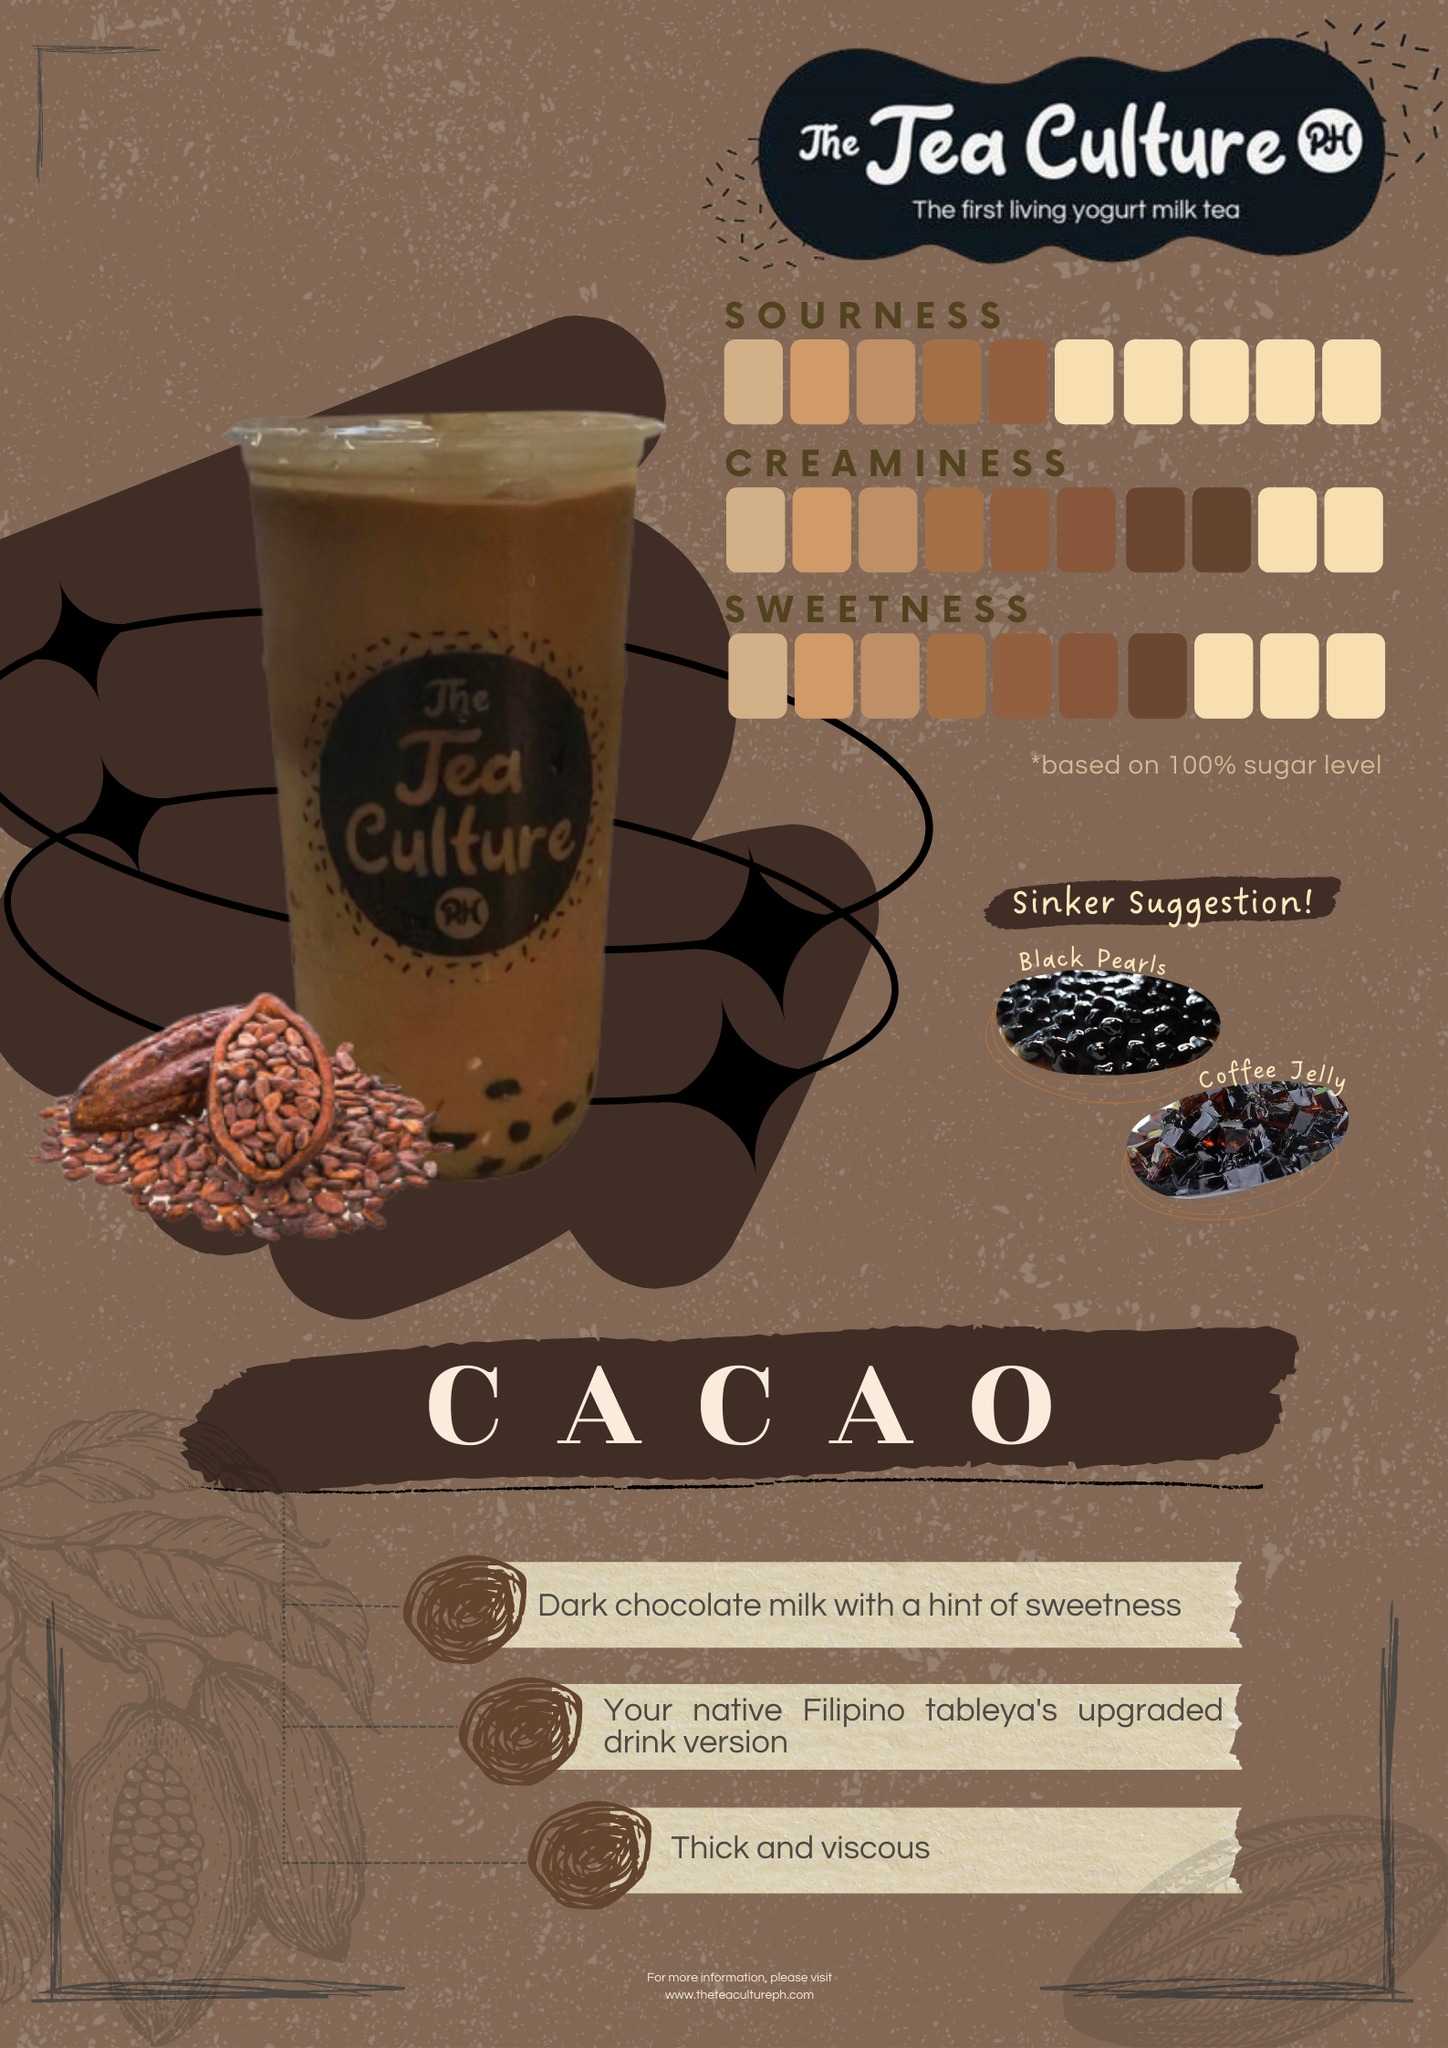 The Tea Culture PH
The first living yogurt milk tea
SOURNESS
CREAMINESS
SWEETNESS
*based on 100% sugar level
The
Tea
Culture
PH
Sinker Suggestion!
Black Pearls
Coffee Jelly
CACAO
Dark chocolate milk with a hint of sweetness
Your native Filipino tableya's upgraded
drink version
Thick and viscous
For more information, please visit
www.theteacultureph.com